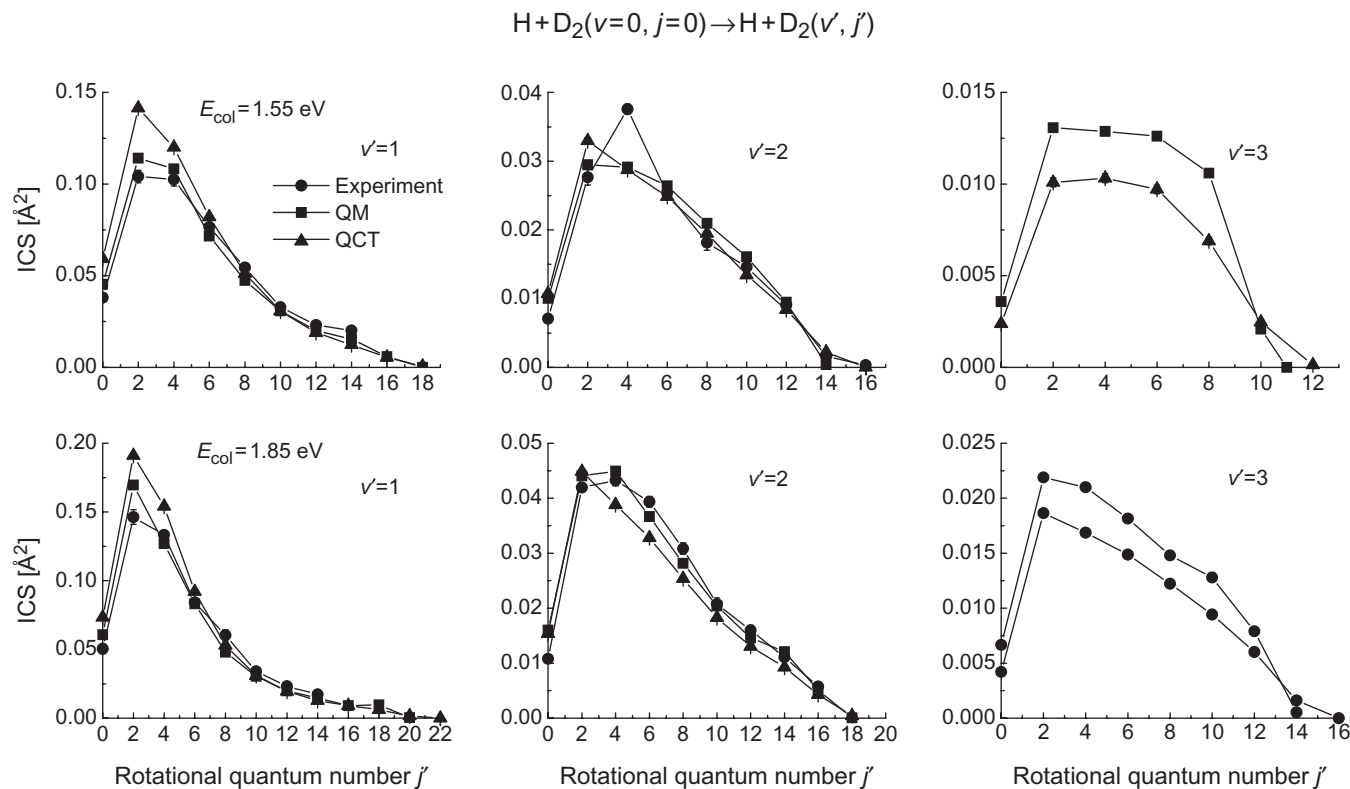 H+D₂(v=0, j=0)→H+D₂(v′, j′)
ICS [Å²]
0.15
0.10
0.05
0.00
E_col=1.55 eV
v′=1
Experiment
QM
QCT
0 2 4 6 8 10 12 14 16 18
0.04
0.03
0.02
0.01
0.00
v′=2
0 2 4 6 8 10 12 14 16
0.015
0.010
0.005
0.000
v′=3
0 2 4 6 8 10 12
ICS [Å²]
0.20
0.15
0.10
0.05
0.00
E_col=1.85 eV
v′=1
0 2 4 6 8 10 12 14 16 18 20 22
Rotational quantum number j′
0.05
0.04
0.03
0.02
0.01
0.00
v′=2
0 2 4 6 8 10 12 14 16 18 20
Rotational quantum number j′
0.025
0.020
0.015
0.010
0.005
0.000
v′=3
0 2 4 6 8 10 12 14 16
Rotational quantum number j′